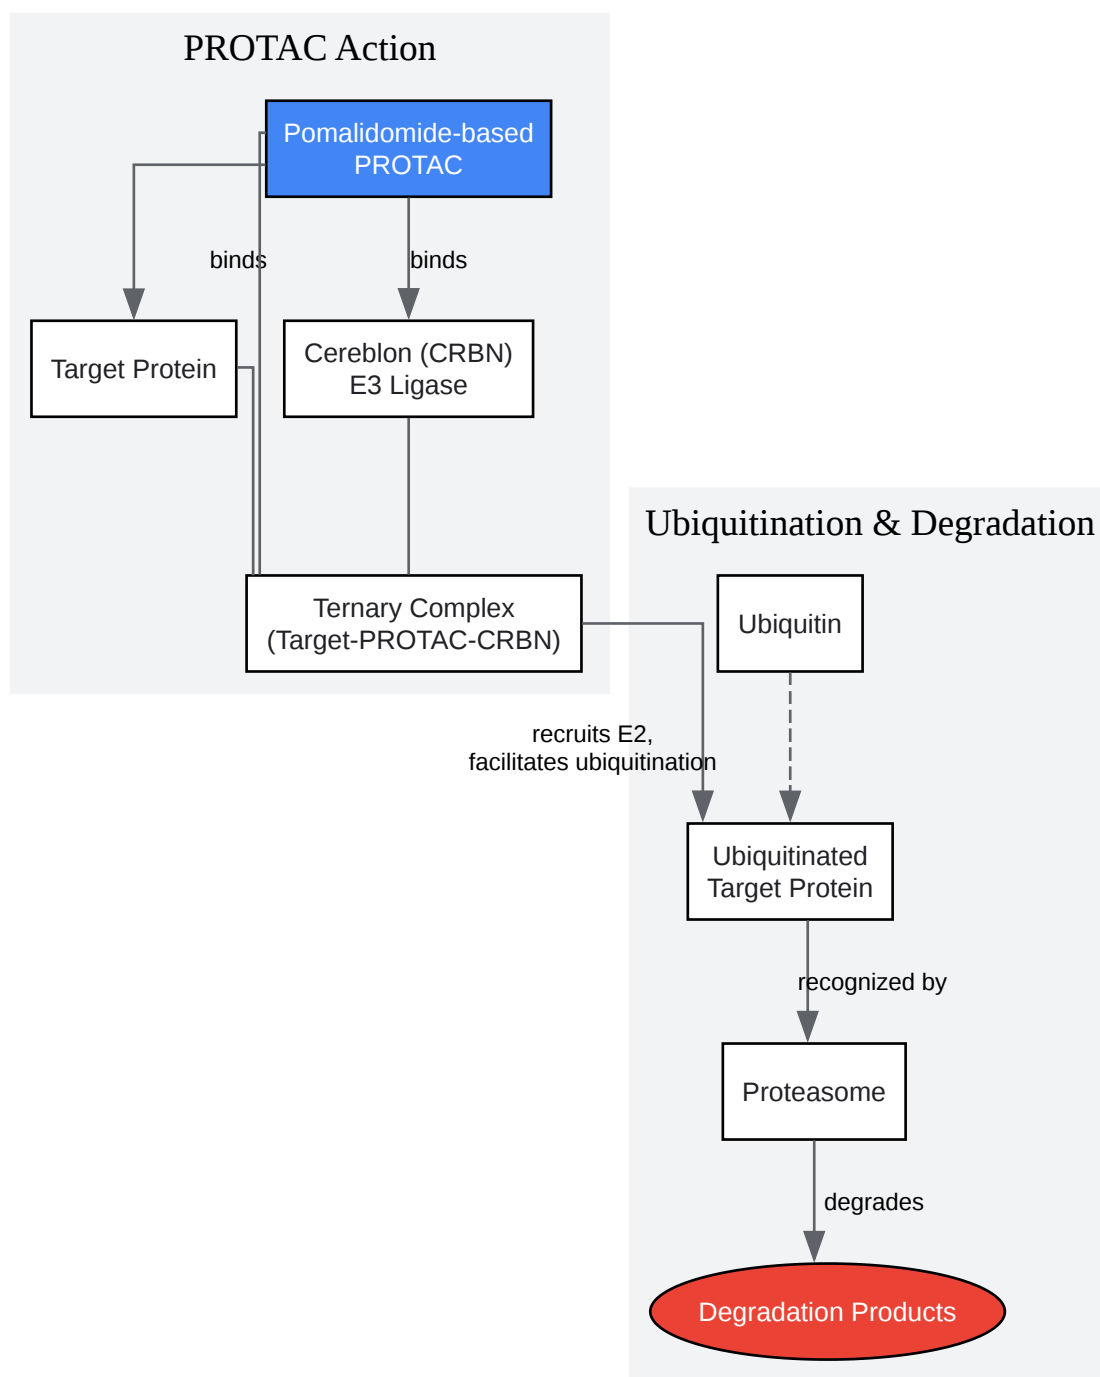 PROTAC Action
Pomalidomide-based
PROTAC
binds
binds
Target Protein
Cereblon (CRBN)
E3 Ligase
Ternary Complex
(Target-PROTAC-CRBN)
Ubiquitination & Degradation
Ubiquitin
recruits E2,
facilitates ubiquitination
Ubiquitinated
Target Protein
recognized by
Proteasome
degrades
Degradation Products